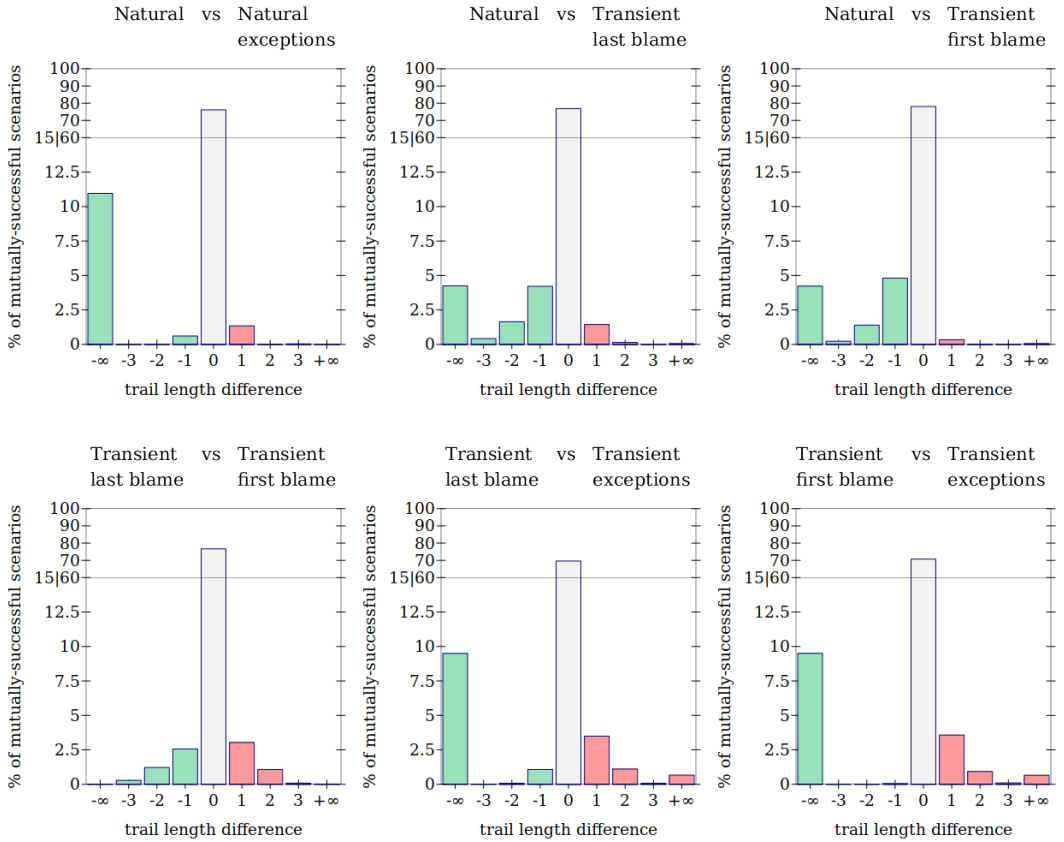 Natural vs Natural
exceptions
% of mutually-successful scenarios
100
90
80
70
15|60
12.5
10
7.5
5
2.5
0
-∞ -3 -2 -1 0 1 2 3 +∞
trail length difference
Natural vs Transient
last blame
% of mutually-successful scenarios
100
90
80
70
15|60
12.5
10
7.5
5
2.5
0
-∞ -3 -2 -1 0 1 2 3 +∞
trail length difference
Natural vs Transient
first blame
% of mutually-successful scenarios
100
90
80
70
15|60
12.5
10
7.5
5
2.5
0
-∞ -3 -2 -1 0 1 2 3 +∞
trail length difference
Transient vs Transient
last blame first blame
% of mutually-successful scenarios
100
90
80
70
15|60
12.5
10
7.5
5
2.5
0
-∞ -3 -2 -1 0 1 2 3 +∞
trail length difference
Transient vs Transient
last blame exceptions
% of mutually-successful scenarios
100
90
80
70
15|60
12.5
10
7.5
5
2.5
0
-∞ -3 -2 -1 0 1 2 3 +∞
trail length difference
Transient vs Transient
first blame exceptions
% of mutually-successful scenarios
100
90
80
70
15|60
12.5
10
7.5
5
2.5
0
-∞ -3 -2 -1 0 1 2 3 +∞
trail length difference